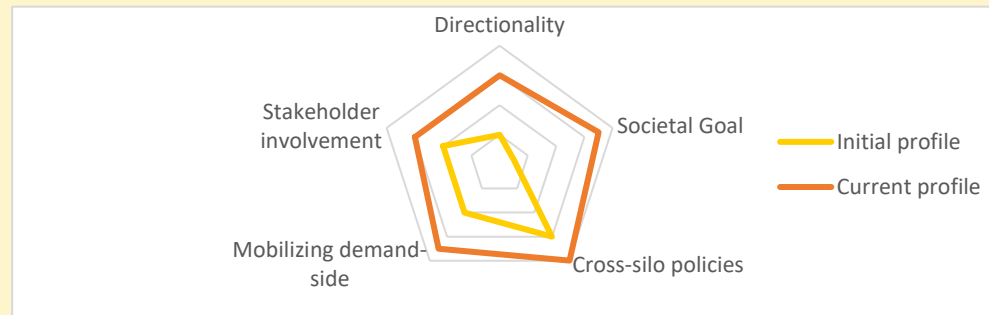 Directionality
Stakeholder
involvement
Societal Goal
Initial profile
Current profile
Mobilizing demand-
side
Cross-silo policies